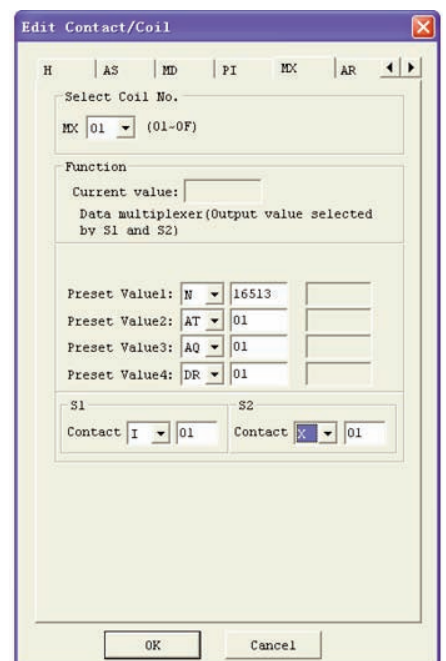 Edit Contact/Coil
H AS MD PI MX AR
Select Coil No.
MX 01 (01-0F)
Function
Current value:
Data multiplexer(Output value selected
by S1 and S2)
Preset Value1: N 16513
Preset Value2: AT 01
Preset Value3: AQ 01
Preset Value4: DR 01
S1 S2
Contact I 01 Contact X 01
OK Cancel